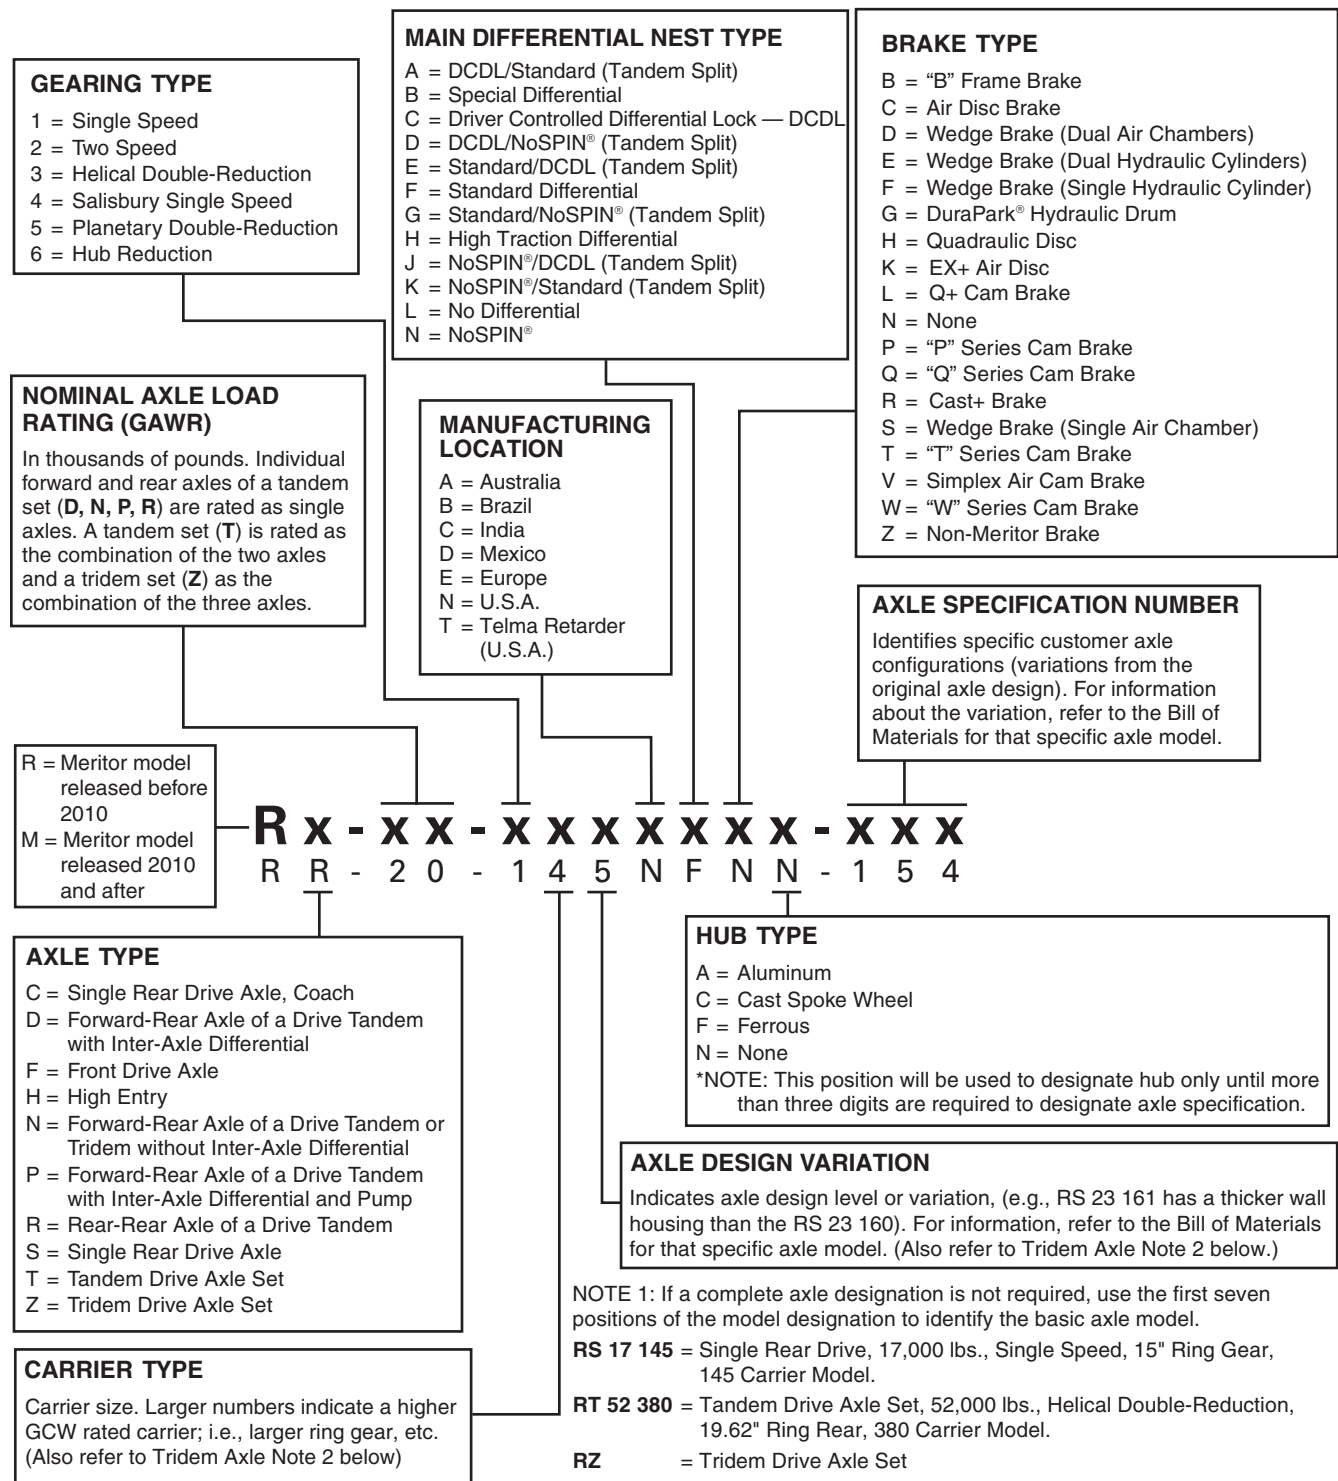 GEARING TYPE
1 = Single Speed
2 = Two Speed
3 = Helical Double-Reduction
4 = Salisbury Single Speed
5 = Planetary Double-Reduction
6 = Hub Reduction
MAIN DIFFERENTIAL NEST TYPE
A = DCDL/Standard (Tandem Split)
B = Special Differential
C = Driver Controlled Differential Lock — DCDL
D = DCDL/NoSPIN® (Tandem Split)
E = Standard/DCDL (Tandem Split)
F = Standard Differential
G = Standard/NoSPIN® (Tandem Split)
H = High Traction Differential
J = NoSPIN®/DCDL (Tandem Split)
K = NoSPIN®/Standard (Tandem Split)
L = No Differential
N = NoSPIN®
BRAKE TYPE
B = “B” Frame Brake
C = Air Disc Brake
D = Wedge Brake (Dual Air Chambers)
E = Wedge Brake (Dual Hydraulic Cylinders)
F = Wedge Brake (Single Hydraulic Cylinder)
G = DuraPark® Hydraulic Drum
H = Quadraulic Disc
K = EX+ Air Disc
L = Q+ Cam Brake
N = None
P = “P” Series Cam Brake
Q = “Q” Series Cam Brake
R = Cast+ Brake
S = Wedge Brake (Single Air Chamber)
T = “T” Series Cam Brake
V = Simplex Air Cam Brake
W = “W” Series Cam Brake
Z = Non-Meritor Brake
NOMINAL AXLE LOAD
RATING (GAWR)
In thousands of pounds. Individual
forward and rear axles of a tandem
set (D, N, P, R) are rated as single
axles. A tandem set (T) is rated as
the combination of the two axles
and a tridem set (Z) as the
combination of the three axles.
MANUFACTURING
LOCATION
A = Australia
B = Brazil
C = India
D = Mexico
E = Europe
N = U.S.A.
T = Telma Retarder
(U.S.A.)
AXLE SPECIFICATION NUMBER
Identifies specific customer axle
configurations (variations from the
original axle design). For information
about the variation, refer to the Bill of
Materials for that specific axle model.
R = Meritor model
released before
2010
M = Meritor model
released 2010
and after
R x - x x - x x x x x x x - x x x
R R - 2 0 - 1 4 5 N F N N - 1 5 4
AXLE TYPE
C = Single Rear Drive Axle, Coach
D = Forward-Rear Axle of a Drive Tandem
with Inter-Axle Differential
F = Front Drive Axle
H = High Entry
N = Forward-Rear Axle of a Drive Tandem or
Tridem without Inter-Axle Differential
P = Forward-Rear Axle of a Drive Tandem
with Inter-Axle Differential and Pump
R = Rear-Rear Axle of a Drive Tandem
S = Single Rear Drive Axle
T = Tandem Drive Axle Set
Z = Tridem Drive Axle Set
HUB TYPE
A = Aluminum
C = Cast Spoke Wheel
F = Ferrous
N = None
*NOTE: This position will be used to designate hub only until more
than three digits are required to designate axle specification.
AXLE DESIGN VARIATION
Indicates axle design level or variation, (e.g., RS 23 161 has a thicker wall
housing than the RS 23 160). For information, refer to the Bill of Materials
for that specific axle model. (Also refer to Tridem Axle Note 2 below.)
CARRIER TYPE
Carrier size. Larger numbers indicate a higher
GCW rated carrier; i.e., larger ring gear, etc.
(Also refer to Tridem Axle Note 2 below)
NOTE 1: If a complete axle designation is not required, use the first seven
positions of the model designation to identify the basic axle model.
RS 17 145 = Single Rear Drive, 17,000 lbs., Single Speed, 15" Ring Gear,
145 Carrier Model.
RT 52 380 = Tandem Drive Axle Set, 52,000 lbs., Helical Double-Reduction,
19.62" Ring Rear, 380 Carrier Model.
RZ = Tridem Drive Axle Set